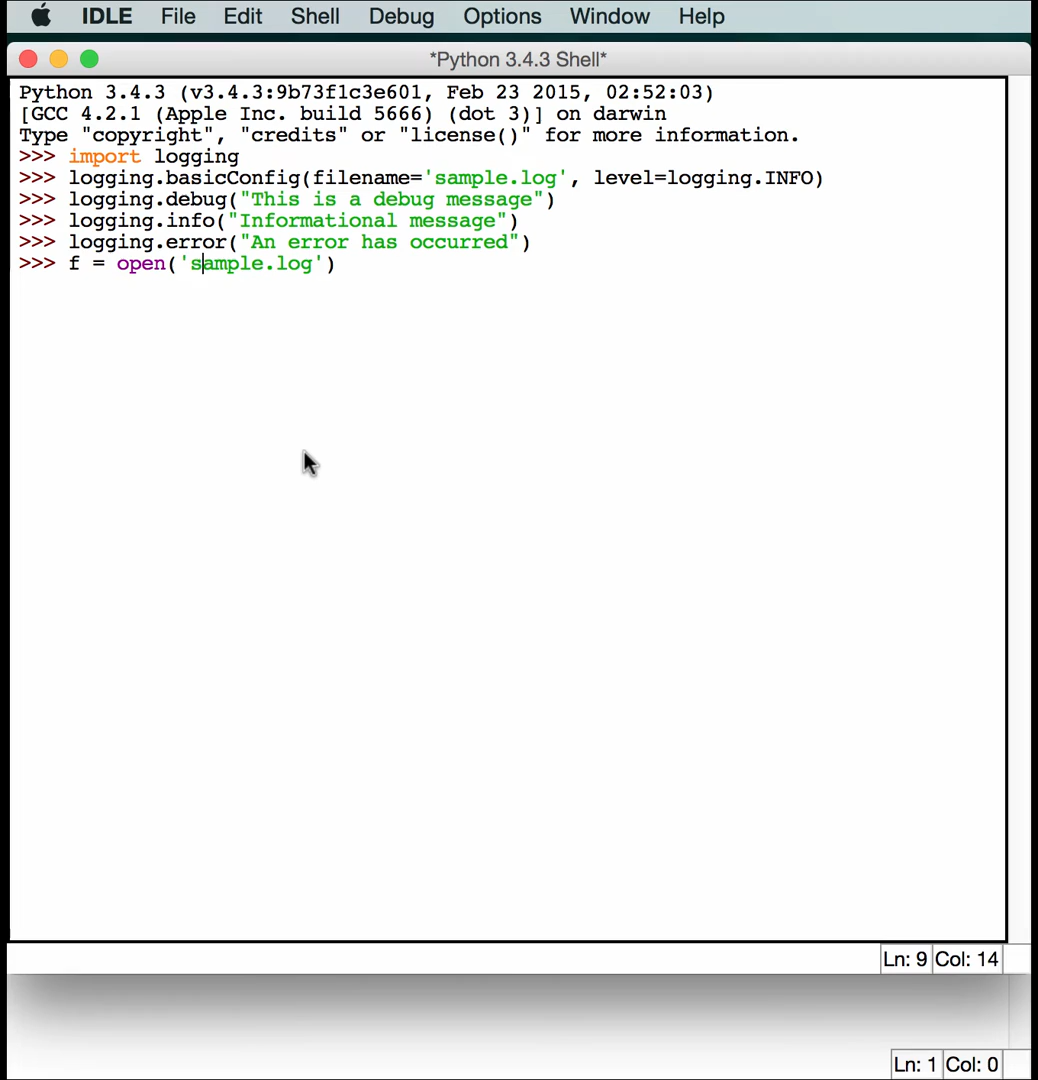 IDLE File Edit Shell Debug Options Window Help
*Python 3.4.3 Shell*
Python 3.4.3 (v3.4.3:9b73f1c3e601, Feb 23 2015, 02:52:03)
[GCC 4.2.1 (Apple Inc. build 5666) (dot 3)] on darwin
Type "copyright", "credits" or "license()" for more information.
>>> import logging
>>> logging.basicConfig(filename='sample.log', level=logging.INFO)
>>> logging.debug("This is a debug message")
>>> logging.info("Informational message")
>>> logging.error("An error has occurred")
>>> f = open('sample.log')
Ln: 9 Col: 14
Ln: 1 Col: 0